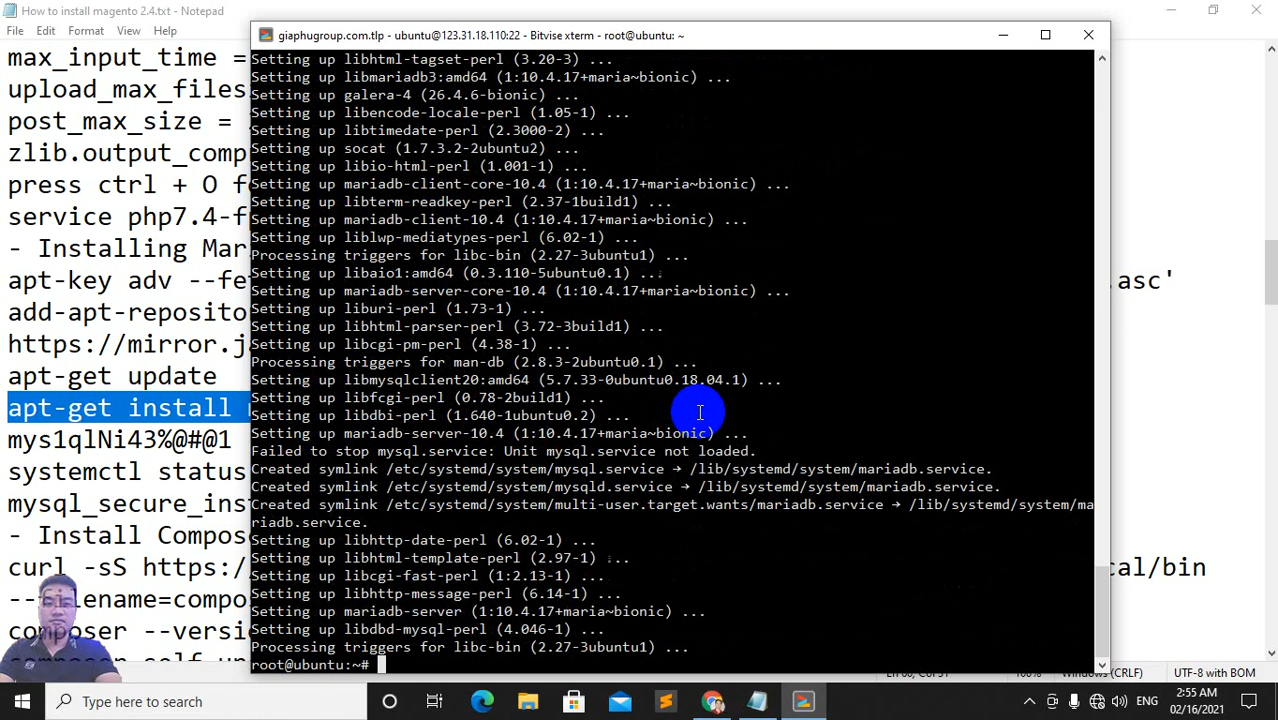 How to install magento 2.4.txt - Notepad
File Edit Format View Help
max_input_time =
upload_max_files
post_max_size =
zlib.output_comp
press ctrl + O f
service php7.4-f
- Installing Mar
apt-key adv --fe
.asc'
add-apt-reposito
https://mirror.j
apt-get update
apt-get install
mys1qlNi43%@#@1
systemctl status
mysql_secure_ins
- Install Compos
curl -sS https:/
cal/bin
composer --versi
composer self-up
giaphugroup.com.tlp - ubuntu@123.31.18.110:22 - Bitvise xterm - root@ubuntu: ~
Setting up libhtml-tagset-perl (3.20-3) ...
Setting up libmariadb3:amd64 (1:10.4.17+maria~bionic) ...
Setting up galera-4 (26.4.6-bionic) ...
Setting up libencode-locale-perl (1.05-1) ...
Setting up libtimedate-perl (2.3000-2) ...
Setting up socat (1.7.3.2-2ubuntu2) ...
Setting up libio-html-perl (1.001-1) ...
Setting up mariadb-client-core-10.4 (1:10.4.17+maria~bionic) ...
Setting up libterm-readkey-perl (2.37-1build1) ...
Setting up mariadb-client-10.4 (1:10.4.17+maria~bionic) ...
Setting up liblwp-mediatypes-perl (6.02-1) ...
Processing triggers for libc-bin (2.27-3ubuntu1) ...
Setting up libaio1:amd64 (0.3.110-5ubuntu0.1) ...
Setting up mariadb-server-core-10.4 (1:10.4.17+maria~bionic) ...
Setting up liburi-perl (1.73-1) ...
Setting up libhtml-parser-perl (3.72-3build1) ...
Setting up libcgi-pm-perl (4.38-1) ...
Processing triggers for man-db (2.8.3-2ubuntu0.1) ...
Setting up libmysqlclient20:amd64 (5.7.33-0ubuntu0.18.04.1) ...
Setting up libfcgi-perl (0.78-2build1) ...
Setting up libdbi-perl (1.640-1ubuntu0.2) ...
Setting up mariadb-server-10.4 (1:10.4.17+maria~bionic) ...
Failed to stop mysql.service: Unit mysql.service not loaded.
Created symlink /etc/systemd/system/mysql.service → /lib/systemd/system/mariadb.service.
Created symlink /etc/systemd/system/mysqld.service → /lib/systemd/system/mariadb.service.
Created symlink /etc/systemd/system/multi-user.target.wants/mariadb.service → /lib/systemd/system/ma
riadb.service.
Setting up libhttp-date-perl (6.02-1) ...
Setting up libhtml-template-perl (2.97-1) ...
Setting up libcgi-fast-perl (1:2.13-1) ...
Setting up libhttp-message-perl (6.14-1) ...
Setting up mariadb-server (1:10.4.17+maria~bionic) ...
Setting up libdbd-mysql-perl (4.046-1) ...
Processing triggers for libc-bin (2.27-3ubuntu1) ...
root@ubuntu:~#
100% Windows (CRLF) UTF-8 with BOM
Type here to search
ENG
2:55 AM
02/16/2021